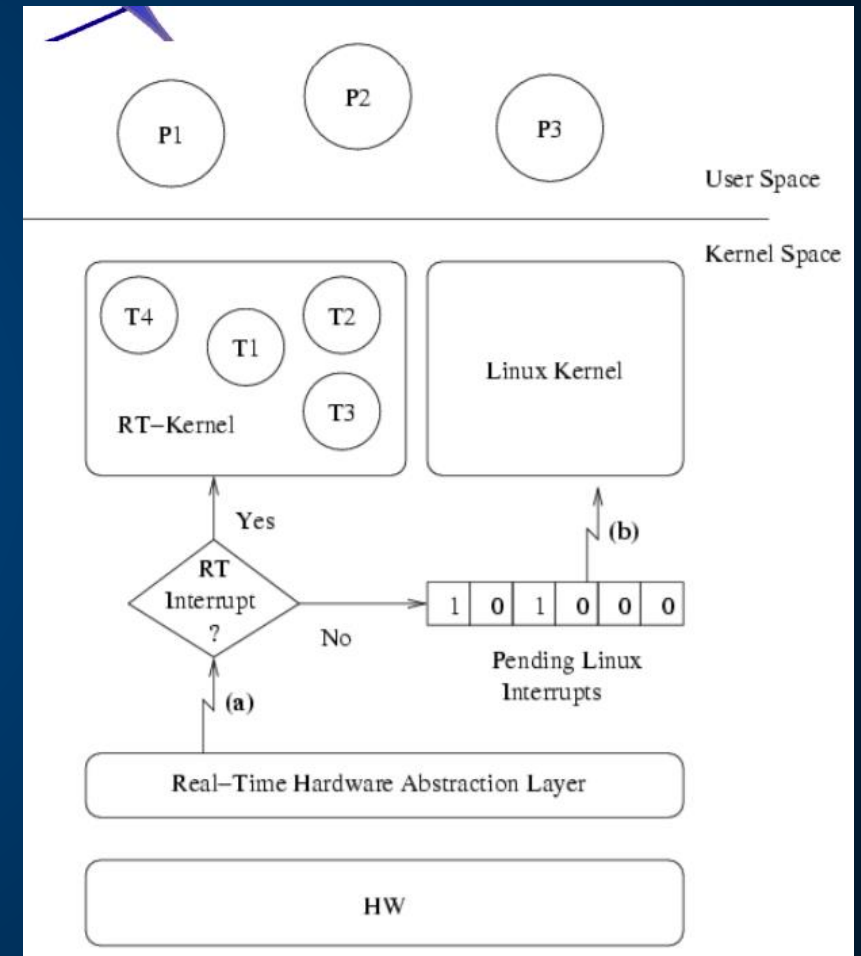 P1
P2
P3
User Space
Kernel Space
T4
T1
T2
T3
RT–Kernel
Linux Kernel
Yes
(b)
RT
Interrupt
?
No
1 0 1 0 0 0
Pending Linux
Interrupts
(a)
Real–Time Hardware Abstraction Layer
HW